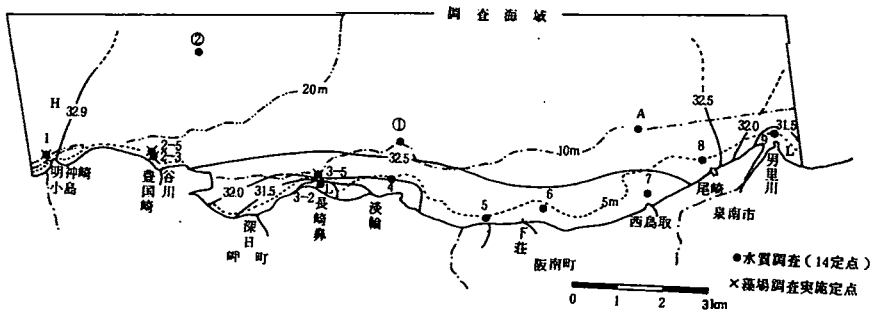 調査海域
②
20m
H
32.9
①
A
32.5
10m
1
2-5
2-3
32.5
8
32.0
31.5
9
L
明神崎
小島
豊国崎
谷川
32.0
31.5
3-5
3-2
4
7
尾崎
男里川
長崎鼻
淡輪
深日
岬町
5
6
5m
西鳥取
泉南市
下荘
阪南町
●水質調査(14定点)
×藻場調査実施定点
0 1 2 3km